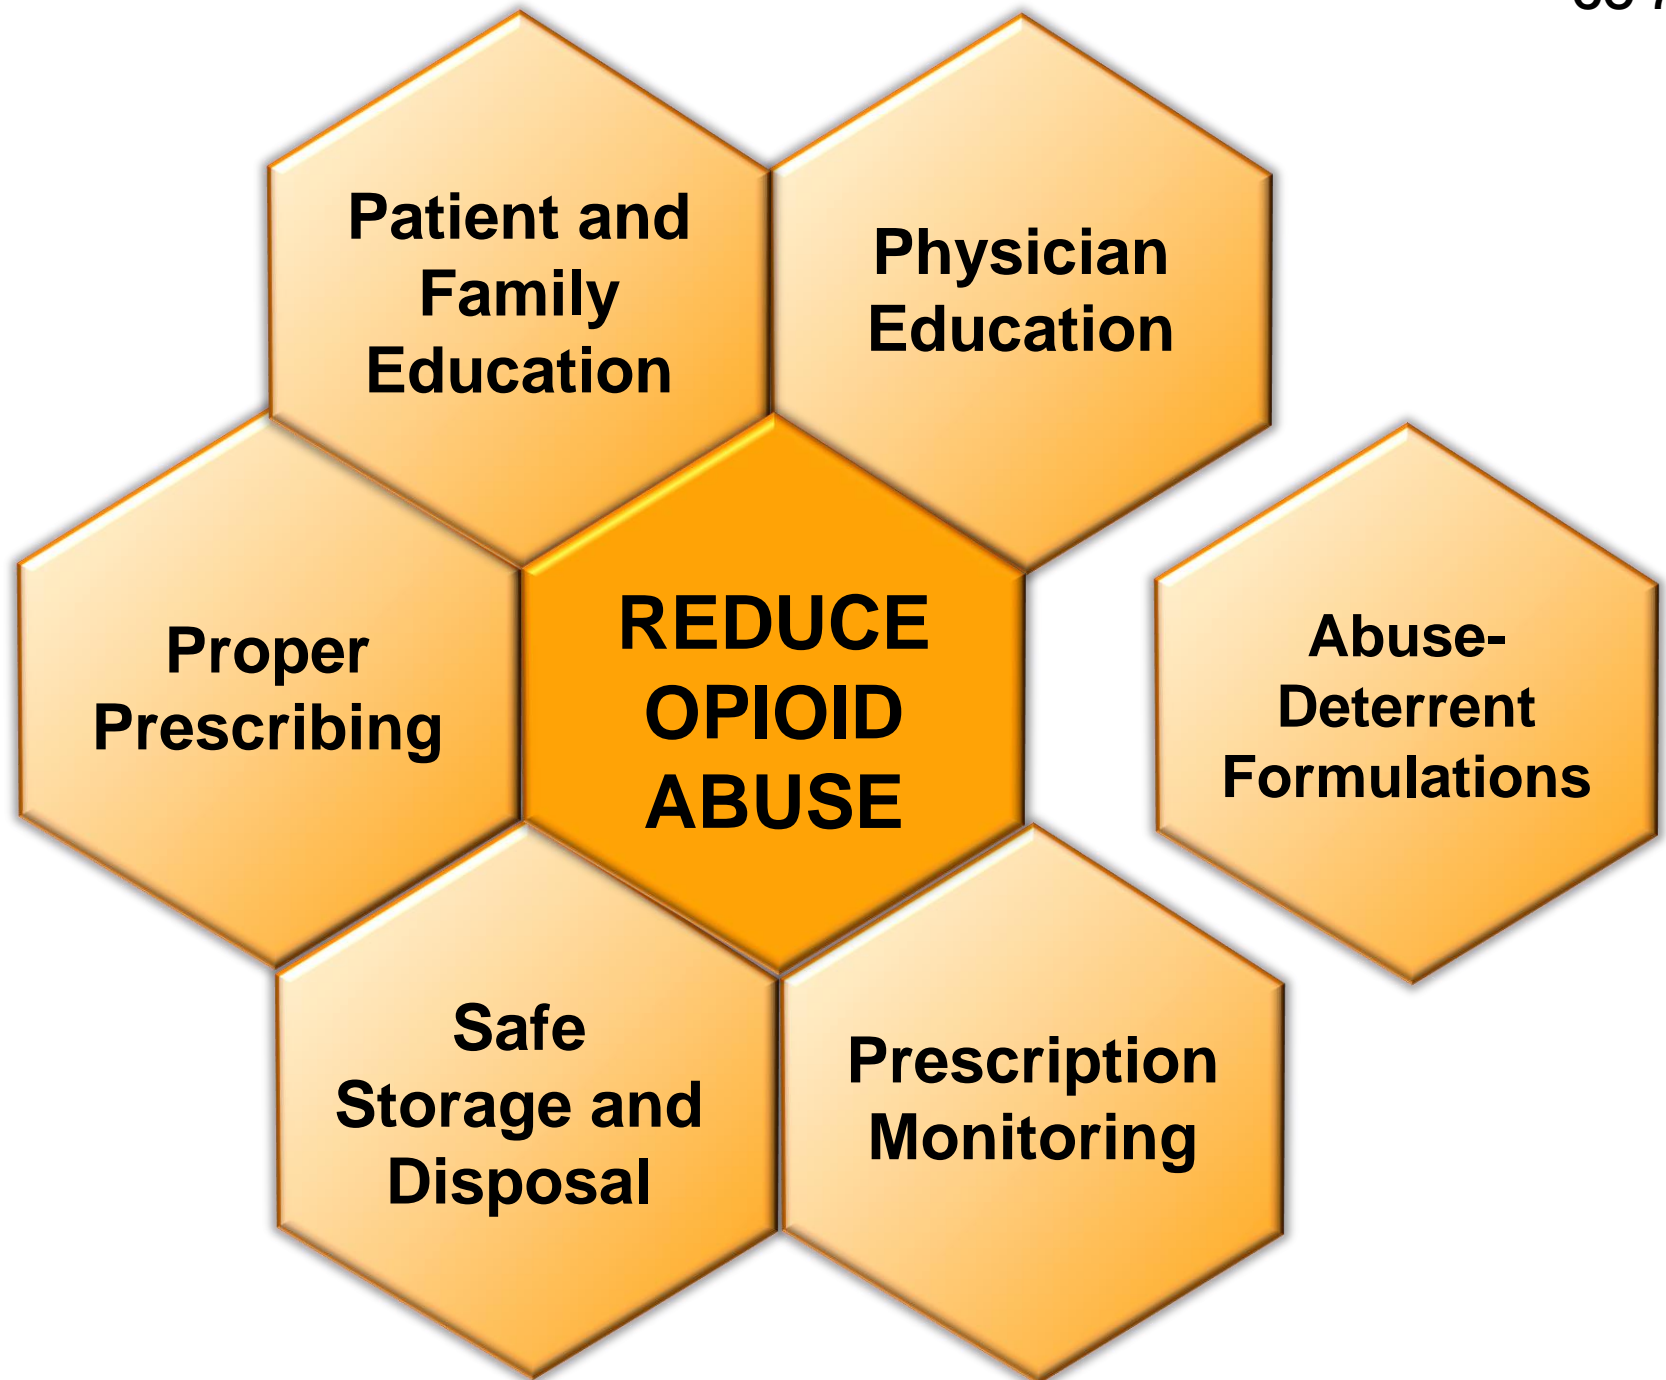 Patient and
Family
Education
Physician
Education
Proper
Prescribing
REDUCE
OPIOID
ABUSE
Abuse-
Deterrent
Formulations
Safe
Storage and
Disposal
Prescription
Monitoring